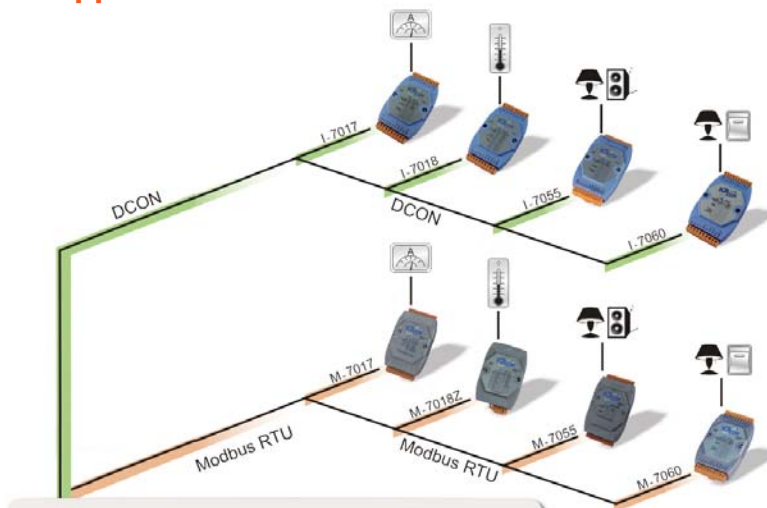 I-7017
I-7018
I-7055
I-7060
DCON
DCON
A
A
M-7017
M-7018Z
M-7055
M-7060
Modbus RTU
Modbus RTU